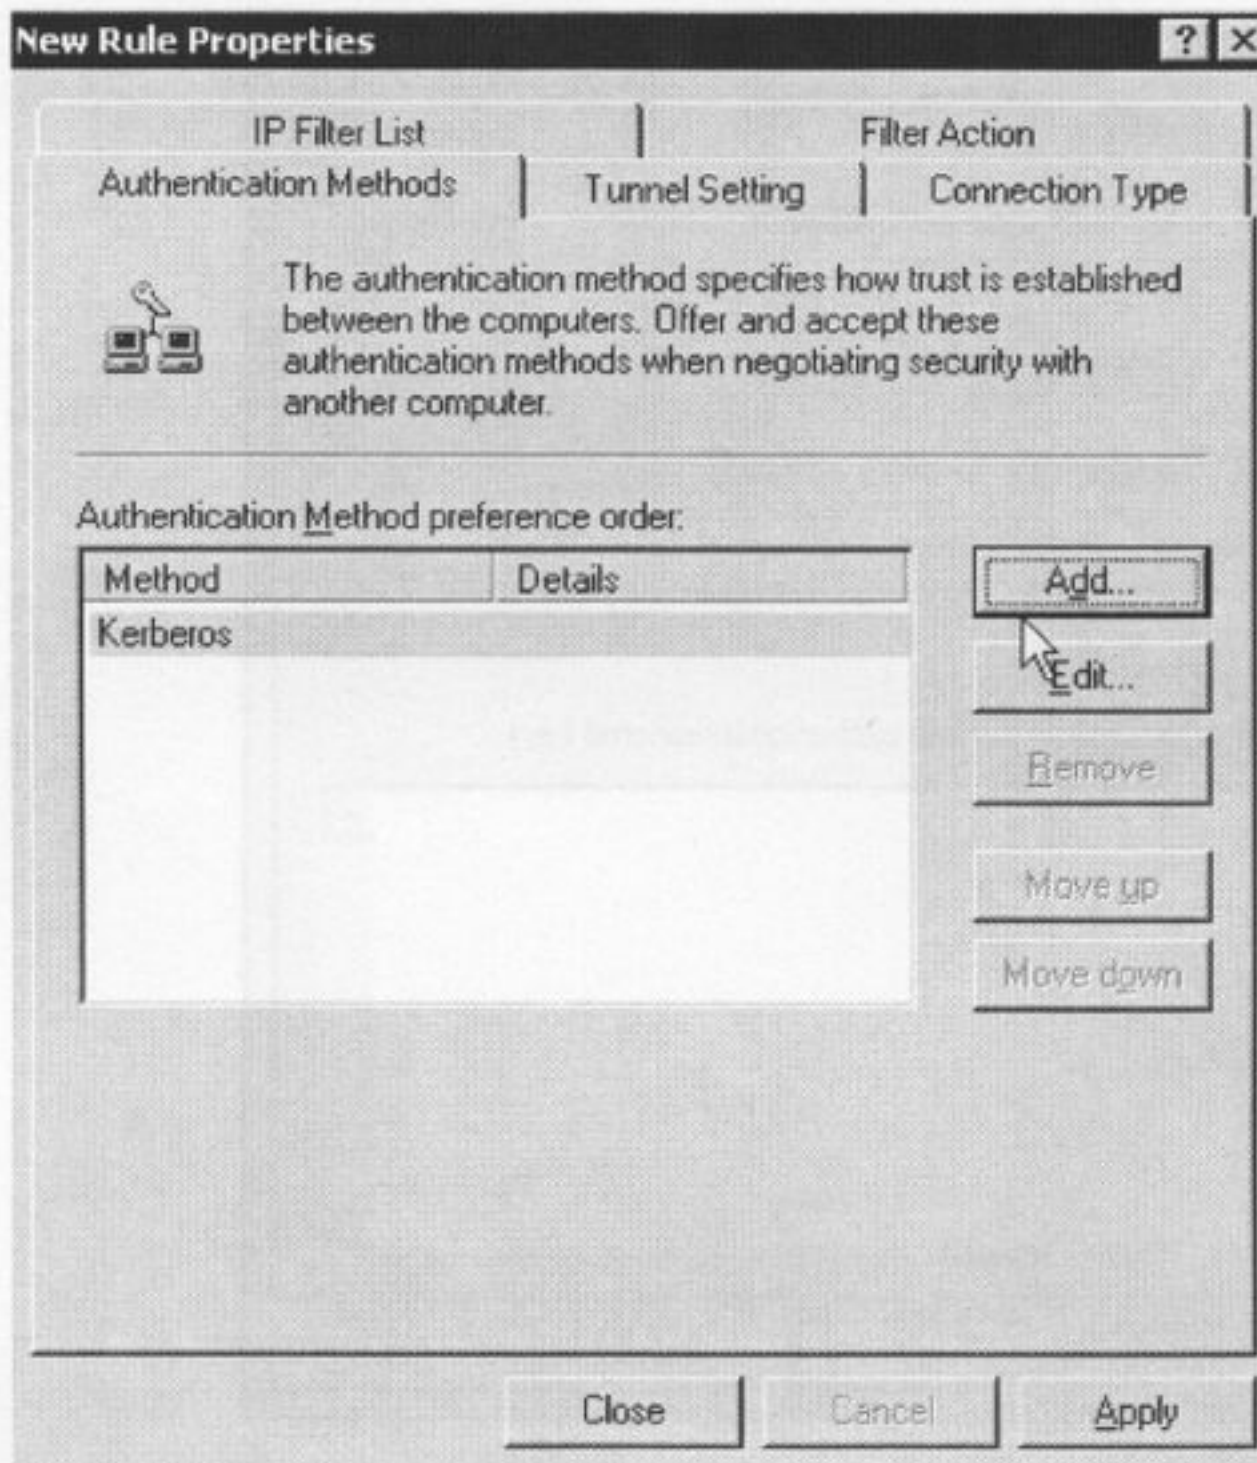 New Rule Properties
IP Filter List
Filter Action
Authentication Methods
Tunnel Setting
Connection Type
The authentication method specifies how trust is established
between the computers. Offer and accept these
authentication methods when negotiating security with
another computer.
Authentication Method preference order:
Method
Details
Kerberos
Add...
Edit...
Remove
Move up
Move down
Close
Cancel
Apply